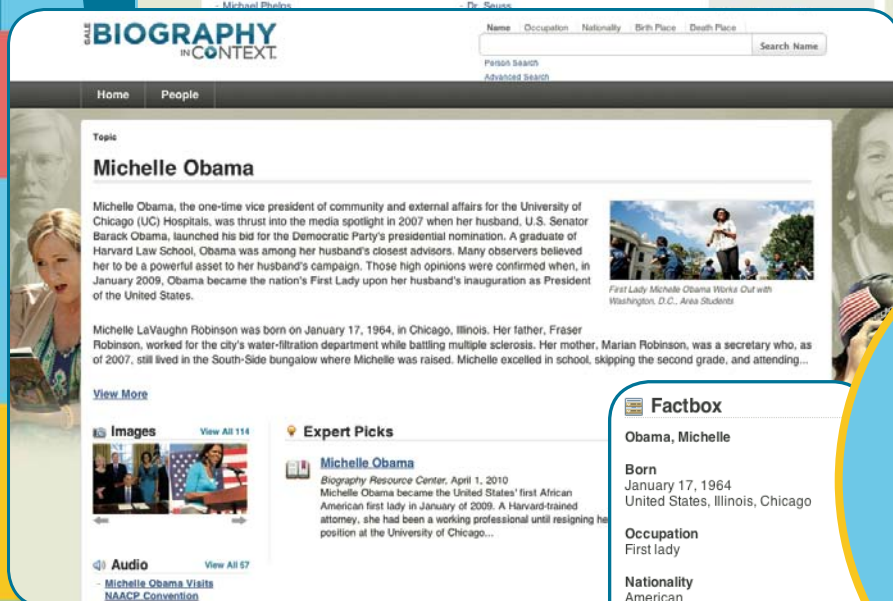 - Michael Phelps
- Dr. Seuss
GALE
BIOGRAPHY
IN CONTEXT
Name Occupation Nationality Birth Place Death Place
Search Name
Person Search
Advanced Search
Home People
Topic
Michelle Obama
Michelle Obama, the one-time vice president of community and external affairs for the University of
Chicago (UC) Hospitals, was thrust into the media spotlight in 2007 when her husband, U.S. Senator
Barack Obama, launched his bid for the Democratic Party's presidential nomination. A graduate of
Harvard Law School, Obama was among her husband's closest advisors. Many observers believed
her to be a powerful asset to her husband's campaign. Those high opinions were confirmed when, in
January 2009, Obama became the nation's First Lady upon her husband's inauguration as President
of the United States.
First Lady Michelle Obama Works Out with
Washington, D.C., Area Students
Michelle LaVaughn Robinson was born on January 17, 1964, in Chicago, Illinois. Her father, Fraser
Robinson, worked for the city's water-filtration department while battling multiple sclerosis. Her mother, Marian Robinson, was a secretary who, as
of 2007, still lived in the South-Side bungalow where Michelle was raised. Michelle excelled in school, skipping the second grade, and attending...
View More
Images View All 114
Expert Picks
Michelle Obama
Biography Resource Center, April 1, 2010
Michelle Obama became the United States' first African
American first lady in January of 2009. A Harvard-trained
attorney, she had been a working professional until resigning he
position at the University of Chicago...
Audio View All 57
- Michelle Obama Visits
NAACP Convention
Factbox
Obama, Michelle
Born
January 17, 1964
United States, Illinois, Chicago
Occupation
First lady
Nationality
American